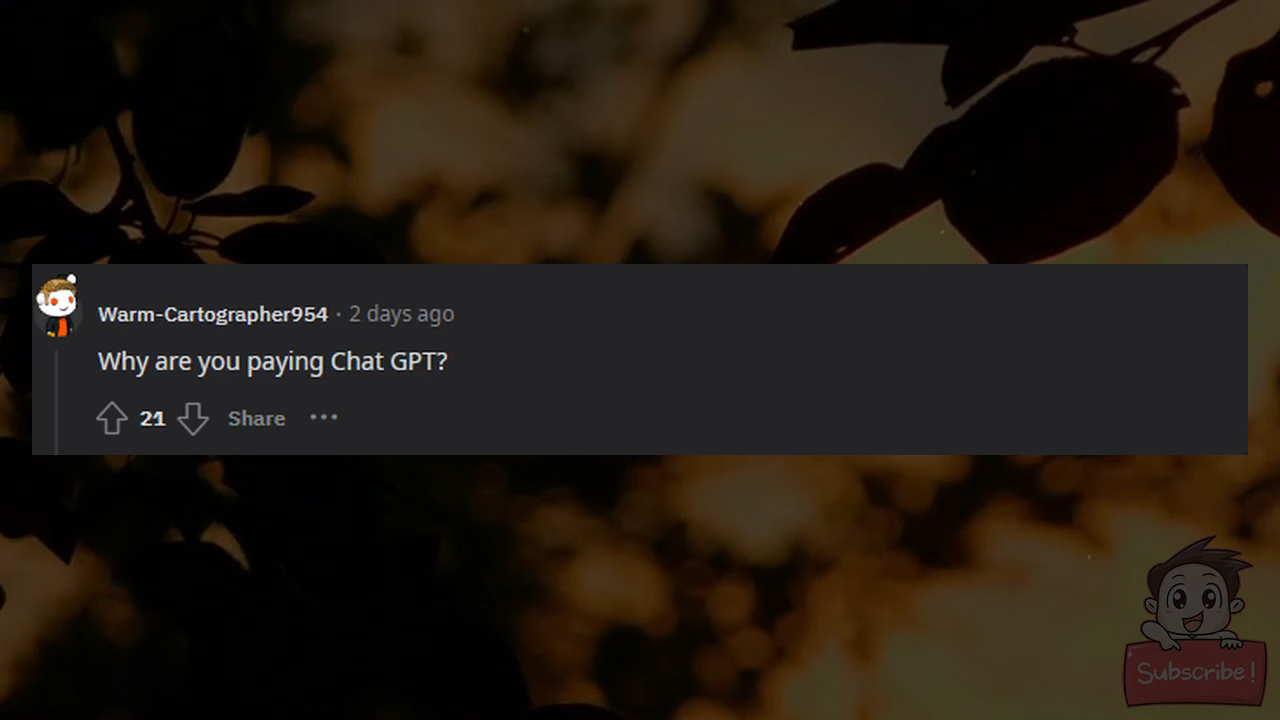 Warm-Cartographer954 · 2 days ago
Why are you paying Chat GPT?
21 Share ···
Subscribe!